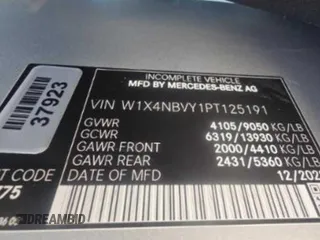 INCOMPLETE VEHICLE
MFD BY MERCEDES-BENZ AG
37923
VIN W1X4NBVY1PT125191
GVWR 4105/9050 KG/LB
GCWR 6319/13930 KG/LB
GAWR FRONT 2000/4410 KG/LB
GAWR REAR 2431/5360 KG/LB
DATE OF MFD 12/202
T CODE
775
DREAMBID